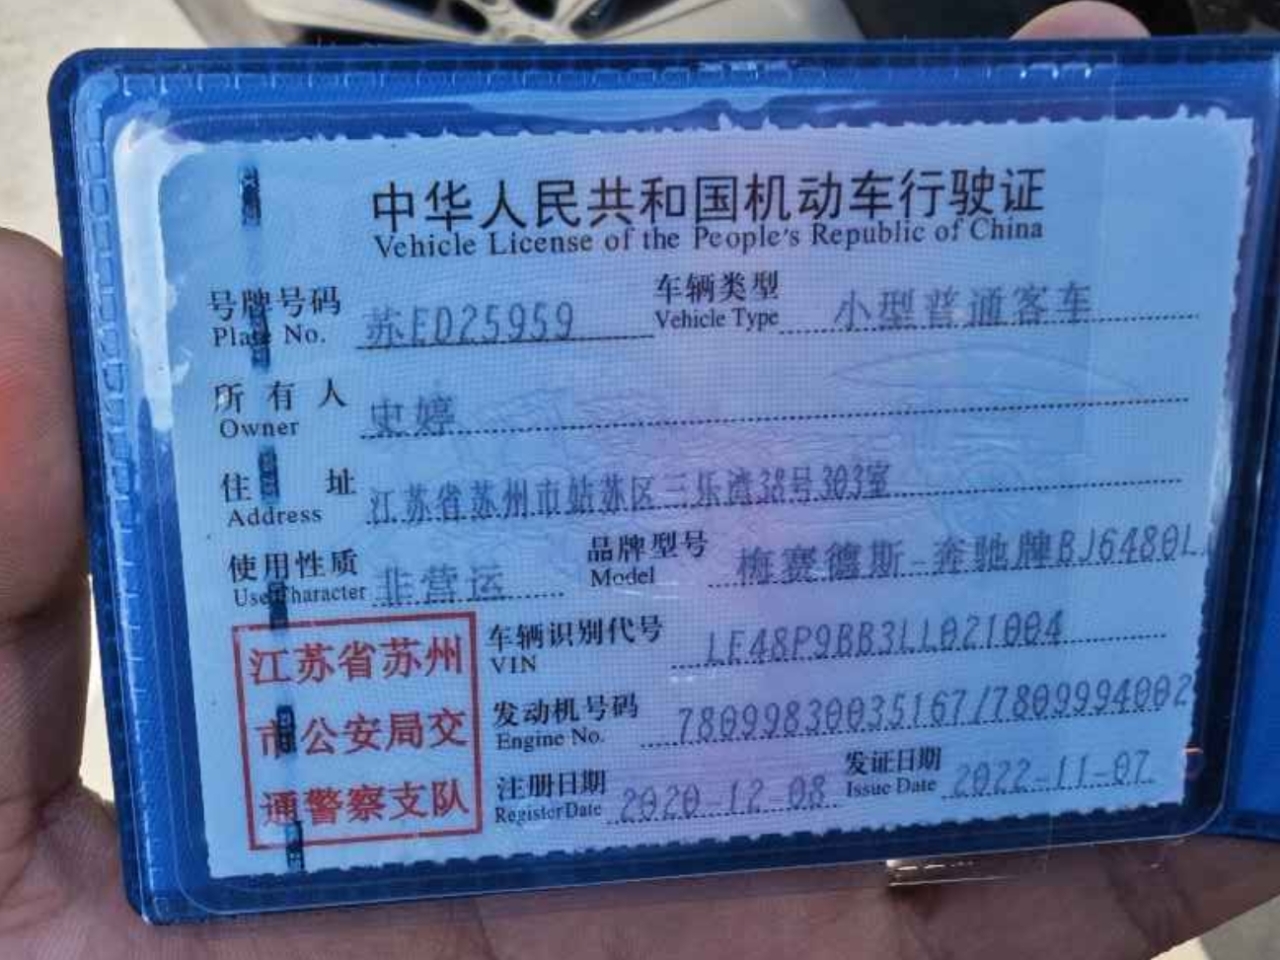 中华人民共和国机动车行驶证
Vehicle License of the People's Republic of China
号牌号码 苏ED25959 车辆类型 小型普通客车
Plate No. Vehicle Type
所有人 史婷
Owner
住址 江苏省苏州市姑苏区三乐湾38号303室
Address
使用性质 非营运 品牌型号 梅赛德斯-奔驰牌BJ6480L
Use Character Model
车辆识别代号 LE48P9BB3LL021004
VIN
发动机号码 78099830035167/7809994002
Engine No.
注册日期 2020-12-08 发证日期 2022-11-07
Register Date Issue Date
江苏省苏州
市公安局交
通警察支队